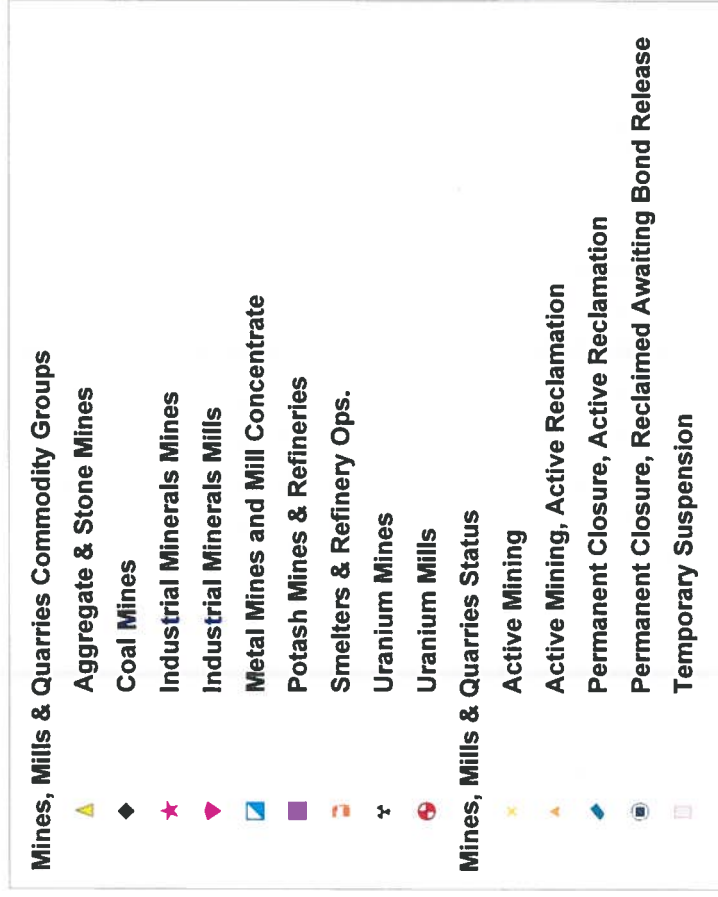 Mines, Mills & Quarries Commodity Groups
Aggregate & Stone Mines
Coal Mines
Industrial Minerals Mines
Industrial Minerals Mills
Metal Mines and Mill Concentrate
Potash Mines & Refineries
Smelters & Refinery Ops.
Uranium Mines
Uranium Mills
Mines, Mills & Quarries Status
Active Mining
Active Mining, Active Reclamation
Permanent Closure, Active Reclamation
Permanent Closure, Reclaimed Awaiting Bond Release
Temporary Suspension